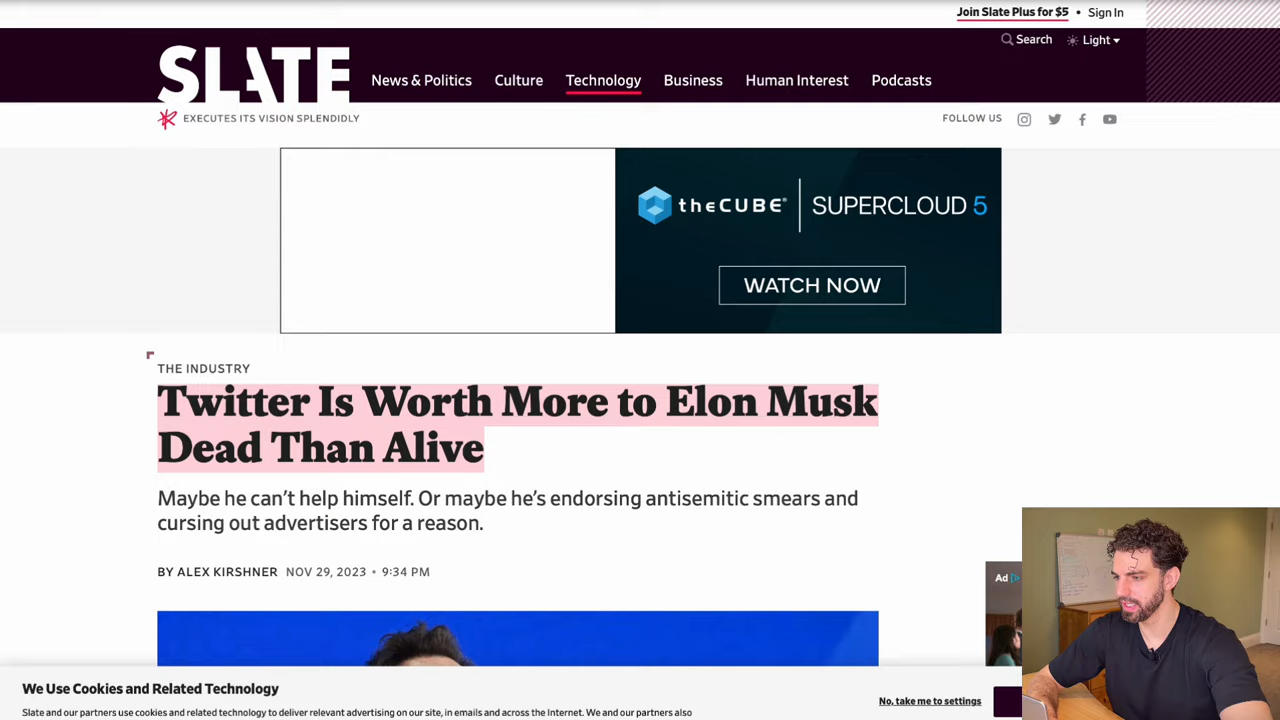 Join Slate Plus for $5 • Sign In
Search Light
SLATE News & Politics Culture Technology Business Human Interest Podcasts
EXECUTES ITS VISION SPLENDIDLY FOLLOW US
theCUBE® SUPERCLOUD 5
WATCH NOW
THE INDUSTRY
Twitter Is Worth More to Elon Musk
Dead Than Alive
Maybe he can't help himself. Or maybe he's endorsing antisemitic smears and
cursing out advertisers for a reason.
BY ALEX KIRSHNER NOV 29, 2023 • 9:34 PM
Ad
We Use Cookies and Related Technology
No, take me to settings
Slate and our partners use cookies and related technology to deliver relevant advertising on our site, in emails and across the Internet. We and our partners also